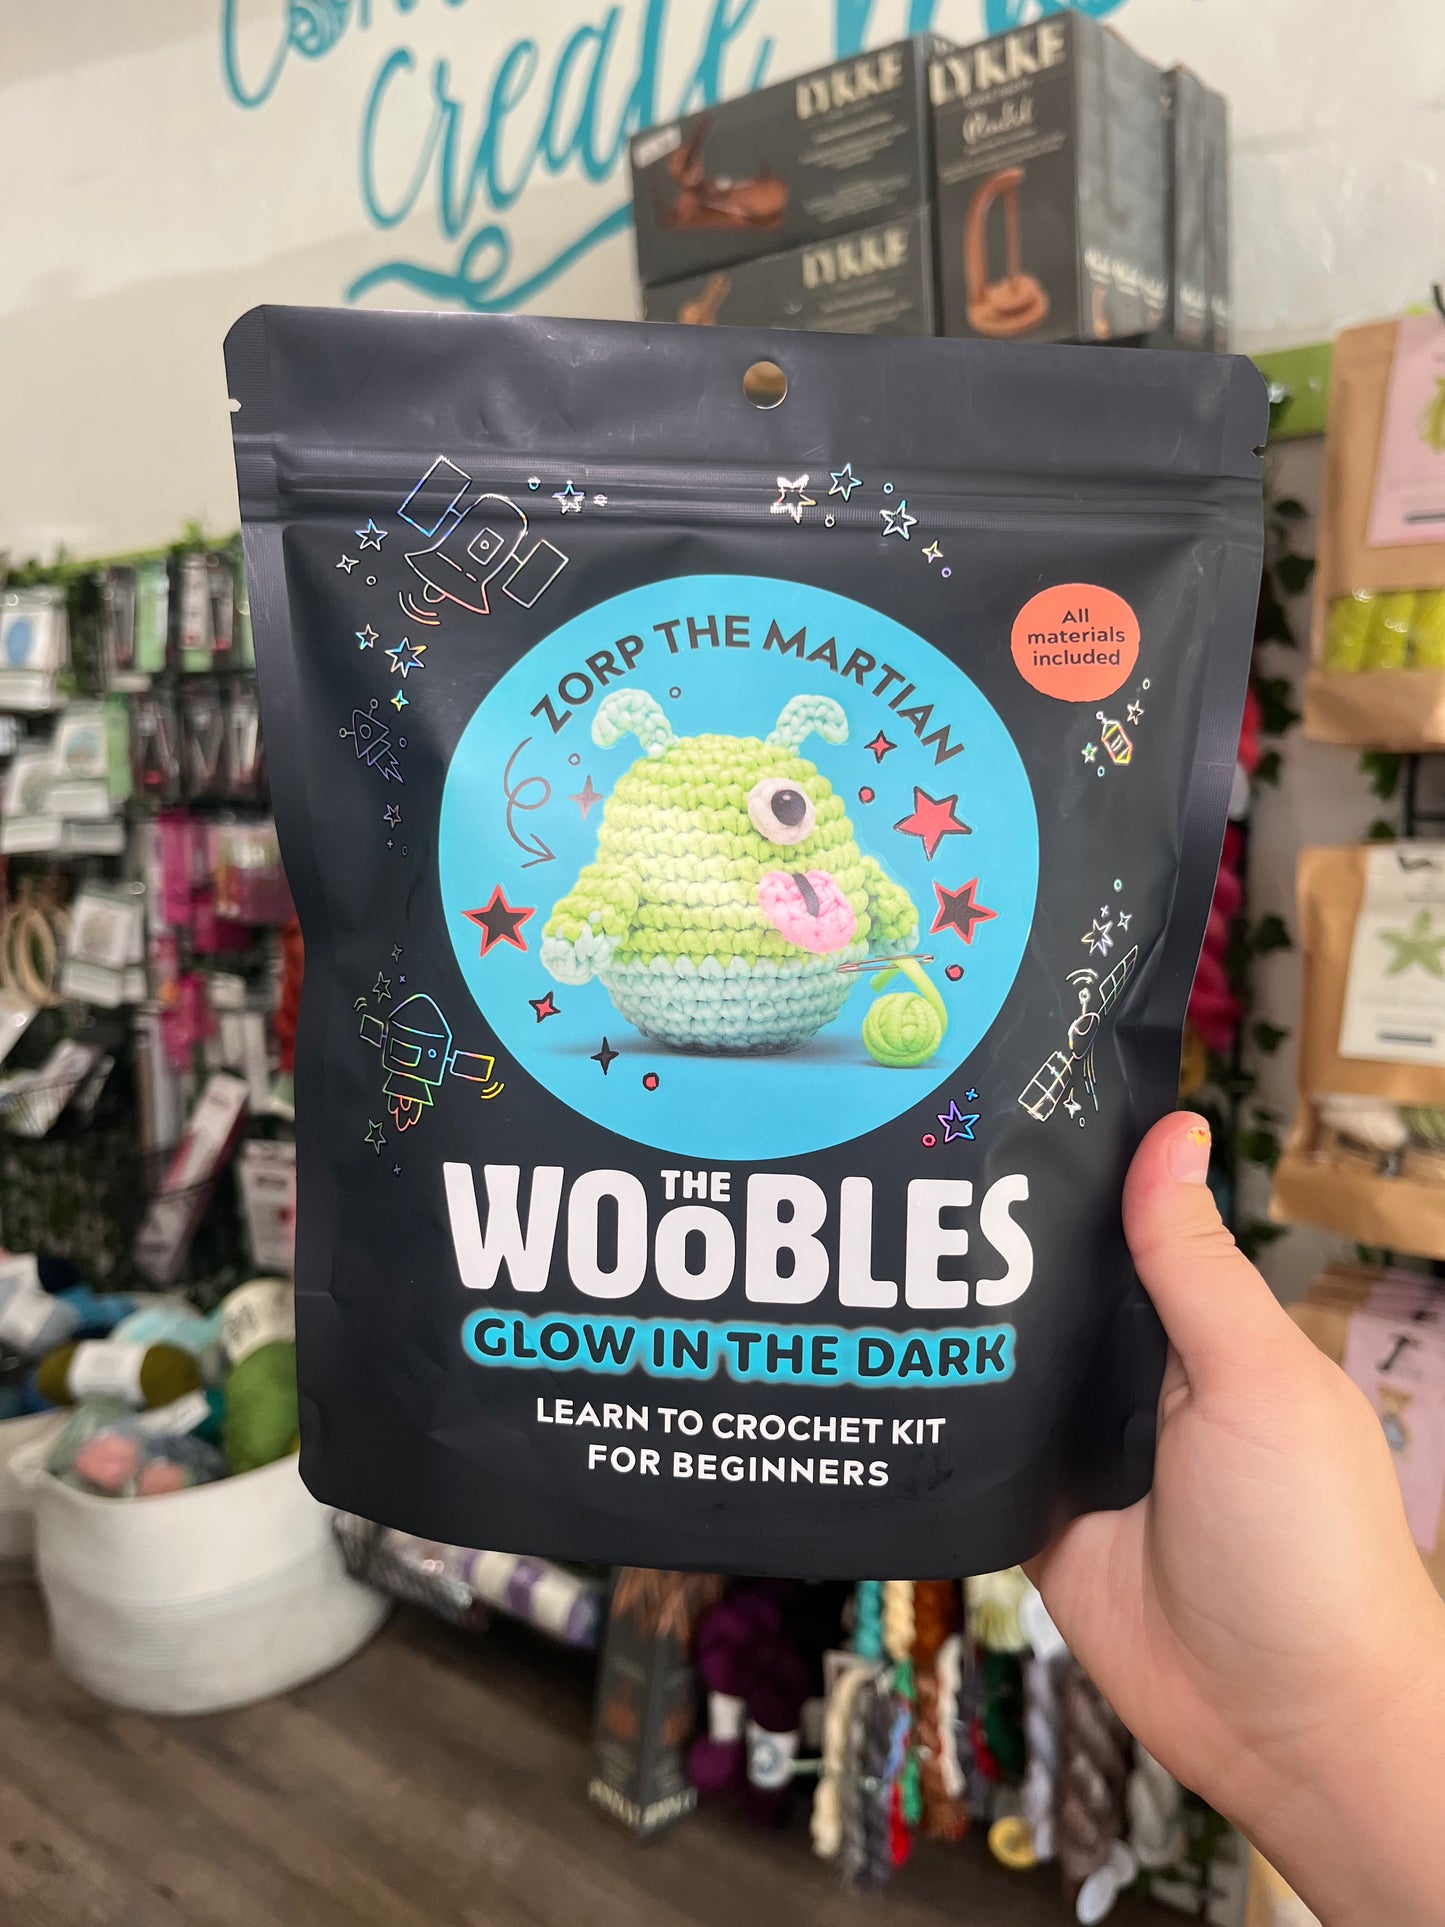 create
LYKKE
LYKKE
LYKKE
All
materials
included
ZORP THE MARTIAN
THE
WOOBLES
GLOW IN THE DARK
LEARN TO CROCHET KIT
FOR BEGINNERS